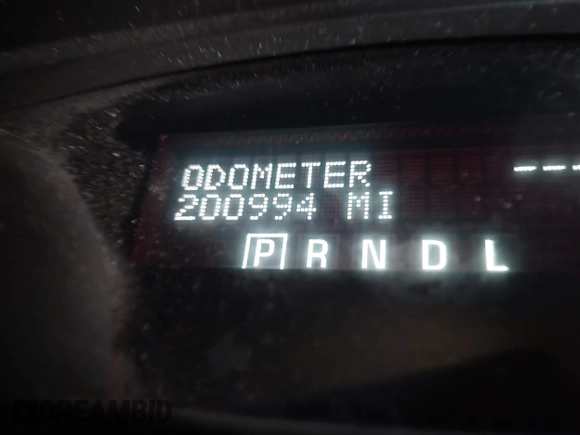 ODOMETER
---
200994 MI
P R N D L
DREAMBID